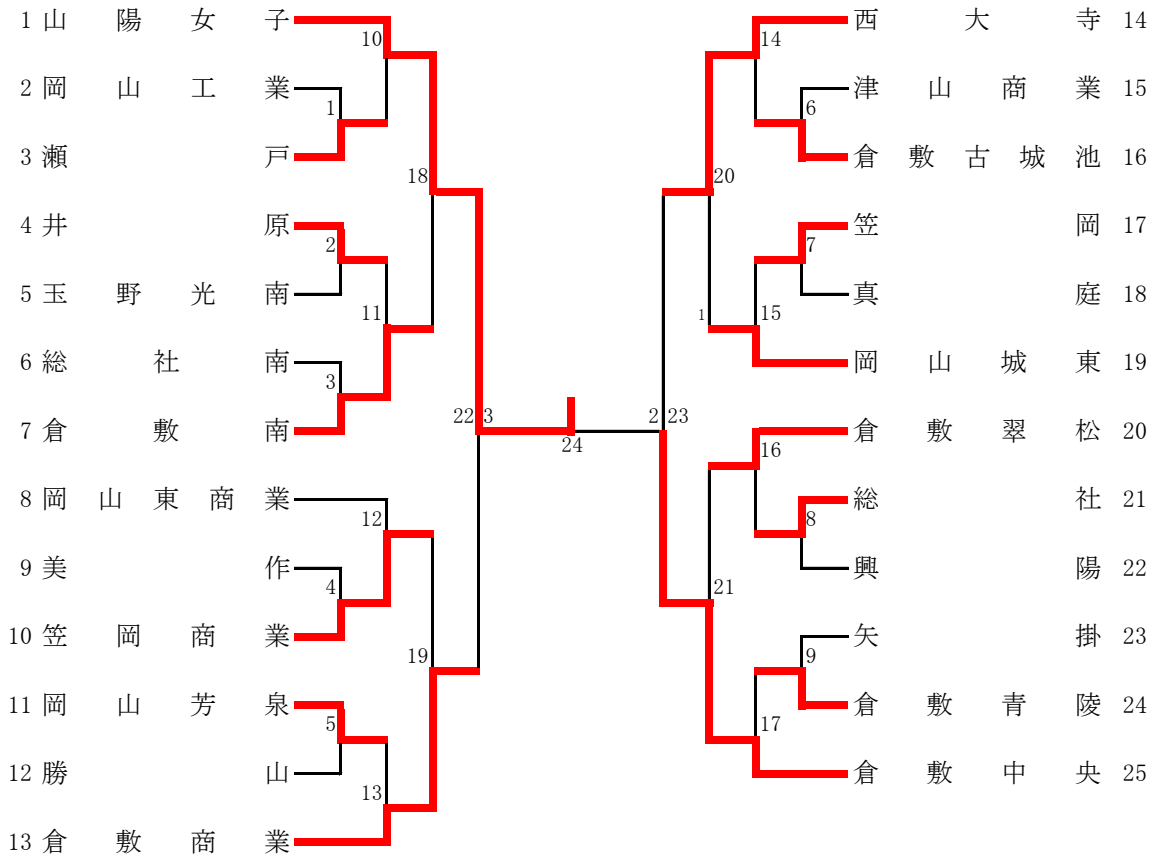 1 山陽女子
10
2 岡山工業
1
3 瀬戸
18
4 井原
2
5 玉野光南
11
6 総社南
3
7 倉敷南
22 3
24
8 岡山東商業
12
9 美作
4
10 笠岡商業
19
11 岡山芳泉
5
12 勝山
13
13 倉敷商業
西大寺 14
14
津山商業 15
6
倉敷古城池 16
20
笠岡 17
7
真庭 18
1 15
岡山城東 19
2 23
倉敷翠松 20
16
総社 21
8
興陽 22
21
矢掛 23
9
倉敷青陵 24
17
倉敷中央 25